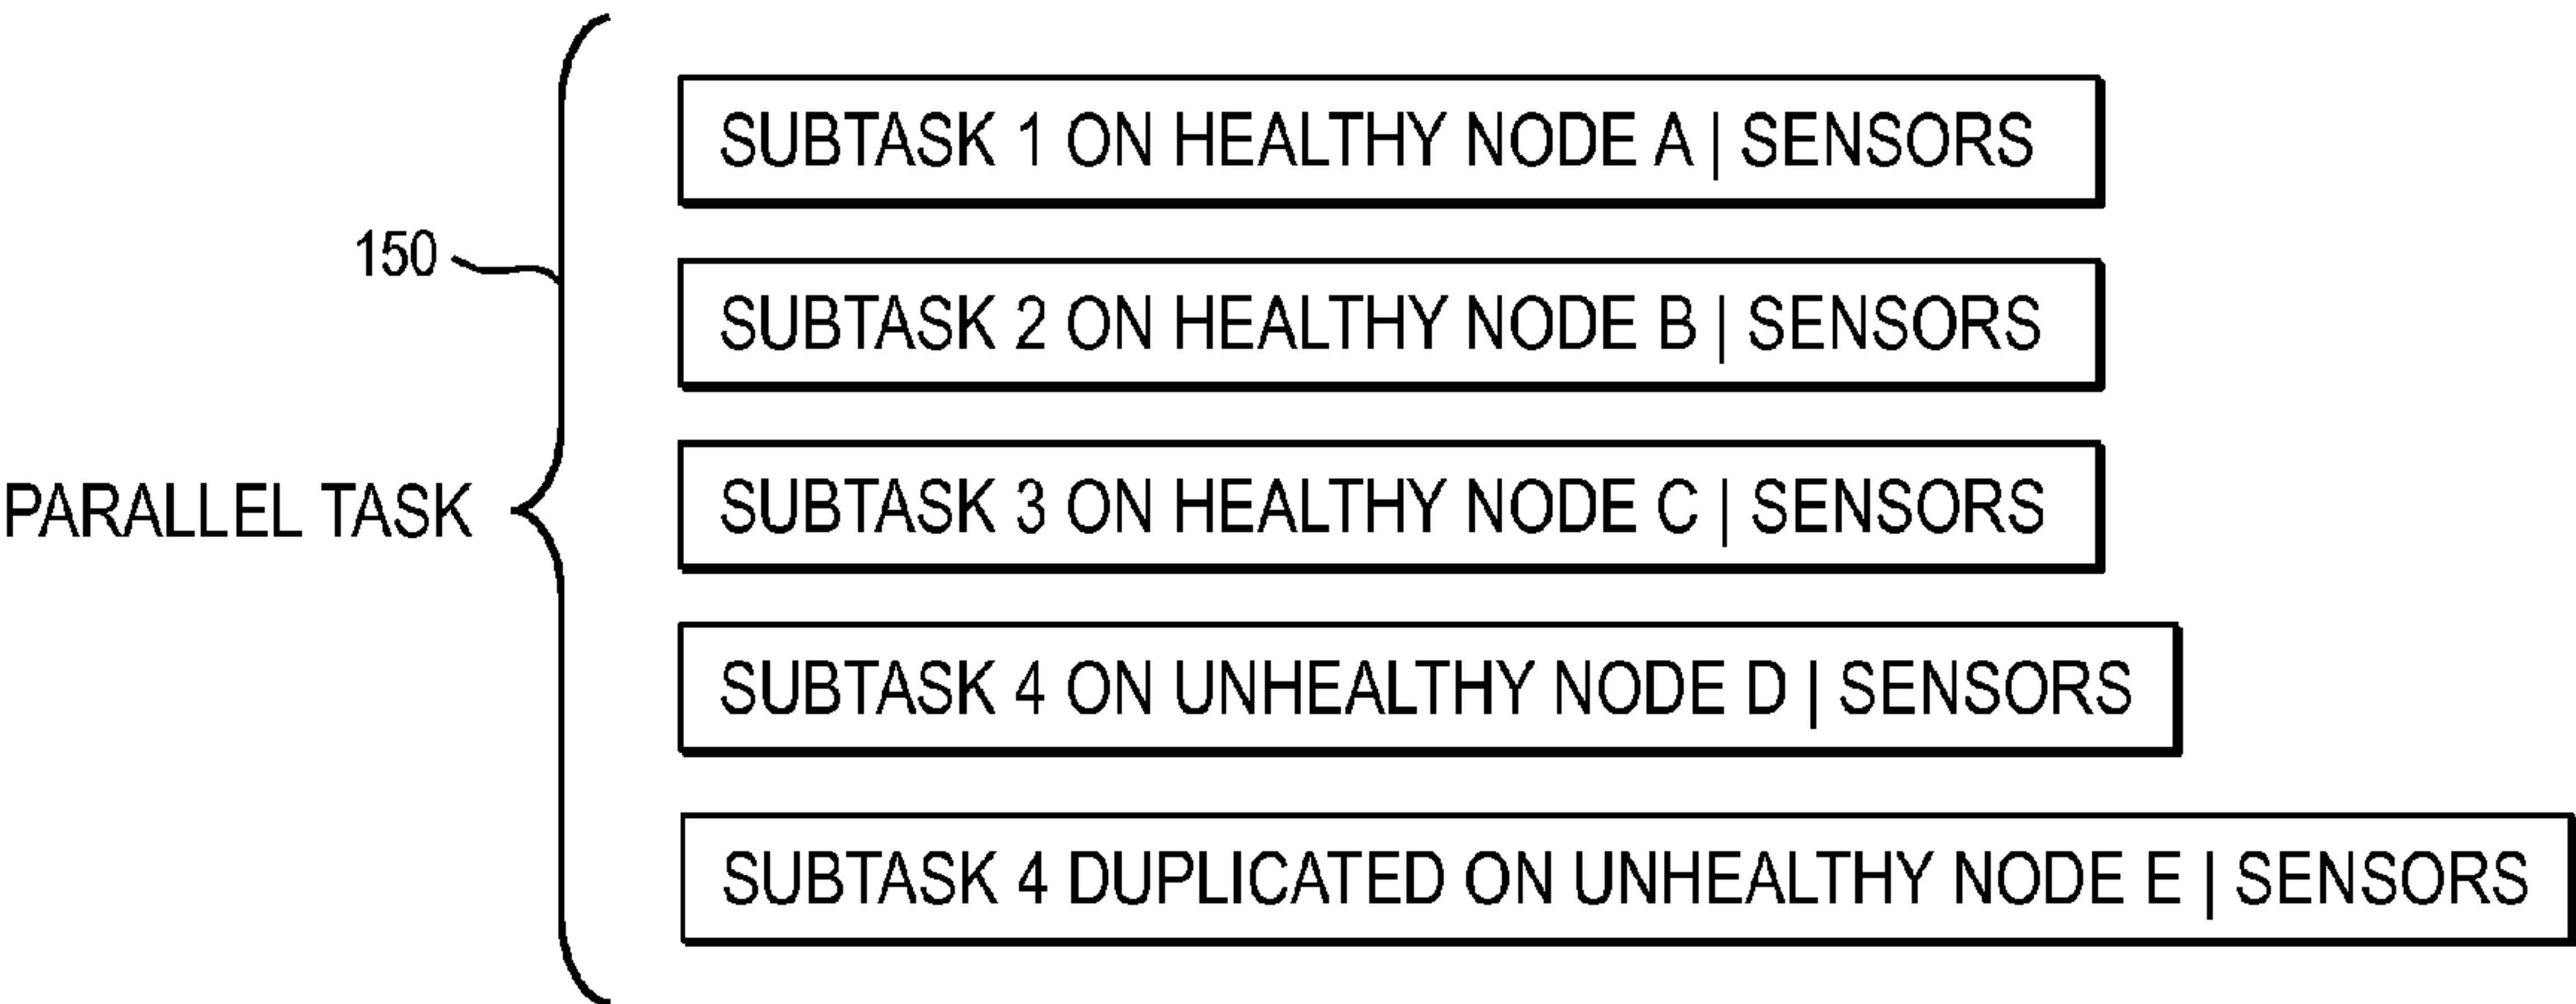 SUBTASK 1 ON HEALTHY NODE A | SENSORS
150
SUBTASK 2 ON HEALTHY NODE B | SENSORS
PARALLEL TASK
SUBTASK 3 ON HEALTHY NODE C | SENSORS
SUBTASK 4 ON UNHEALTHY NODE D | SENSORS
SUBTASK 4 DUPLICATED ON UNHEALTHY NODE E | SENSORS